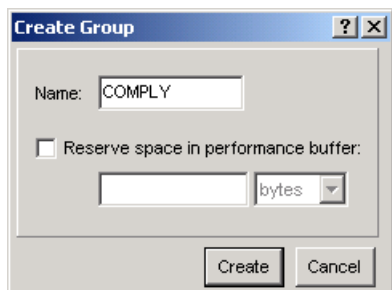 Create Group
Name: COMPLY
Reserve space in performance buffer:
bytes
Create Cancel